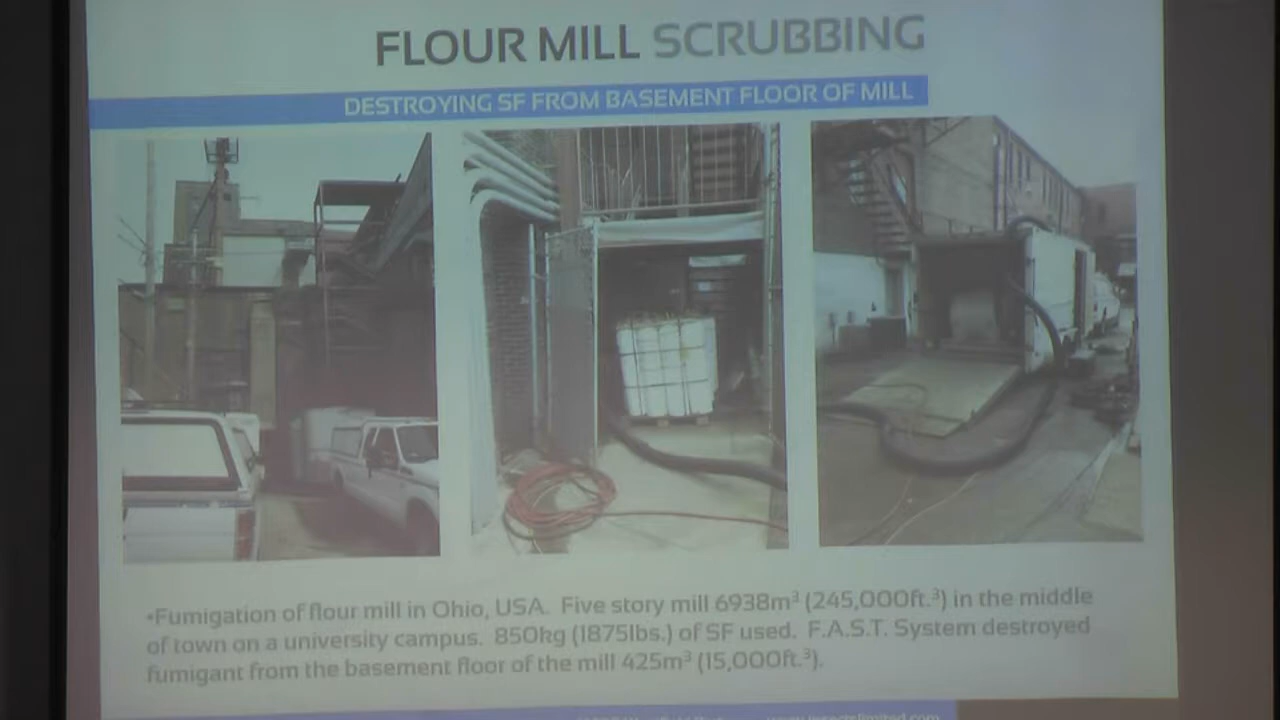 FLOUR MILL SCRUBBING
DESTROYING SF FROM BASEMENT FLOOR OF MILL
•Fumigation of flour mill in Ohio, USA. Five story mill 6938m³ (245,000ft.³) in the middle
of town on a university campus. 850kg (1875lbs.) of SF used. F.A.S.T. System destroyed
fumigant from the basement floor of the mill 425m³ (15,000ft.³).